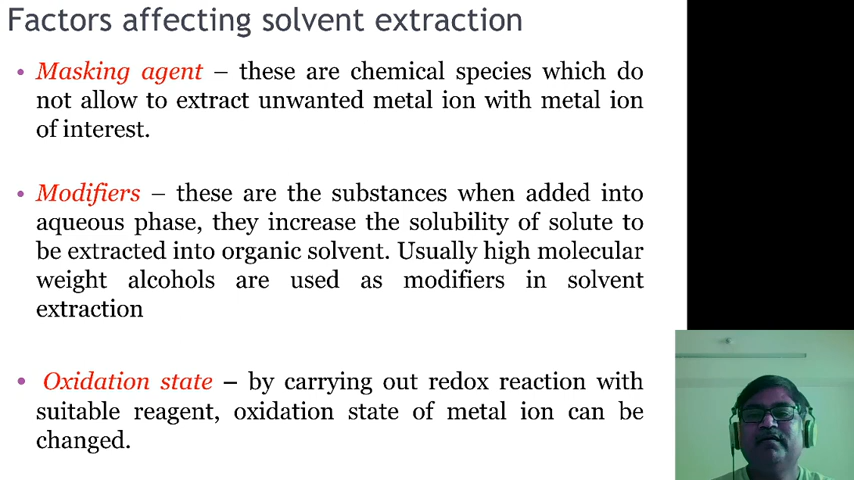 Factors affecting solvent extraction
• Masking agent – these are chemical species which do
not allow to extract unwanted metal ion with metal ion
of interest.
• Modifiers – these are the substances when added into
aqueous phase, they increase the solubility of solute to
be extracted into organic solvent. Usually high molecular
weight alcohols are used as modifiers in solvent
extraction
• Oxidation state – by carrying out redox reaction with
suitable reagent, oxidation state of metal ion can be
changed.